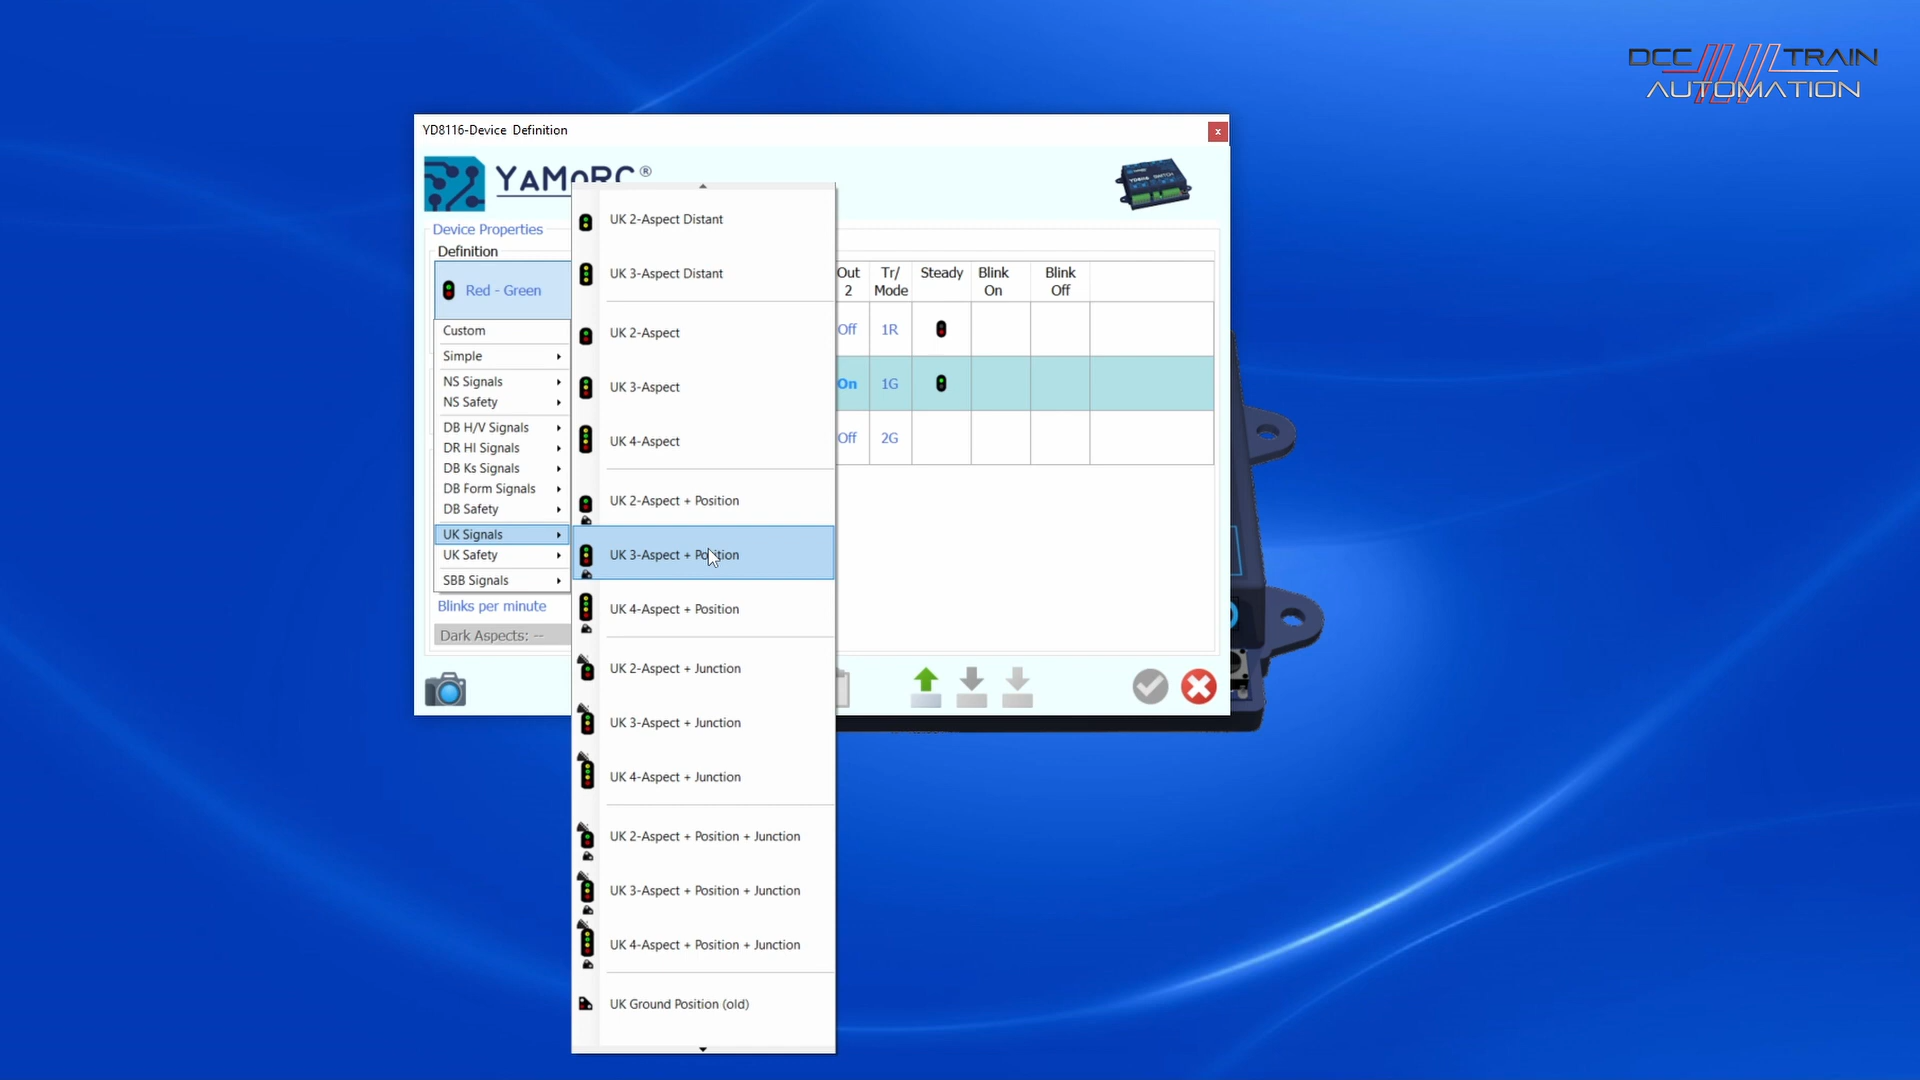 DCC TRAIN
AUTOMATION
YD8116-Device Definition
x
YAMORC®
Device Properties
Definition
Red - Green
Custom
Simple
NS Signals
NS Safety
DB H/V Signals
DR HI Signals
DB Ks Signals
DB Form Signals
DB Safety
UK Signals
UK Safety
SBB Signals
Blinks per minute
Dark Aspects: --
UK 2-Aspect Distant
UK 3-Aspect Distant
UK 2-Aspect
UK 3-Aspect
UK 4-Aspect
UK 2-Aspect + Position
UK 3-Aspect + Position
UK 4-Aspect + Position
UK 2-Aspect + Junction
UK 3-Aspect + Junction
UK 4-Aspect + Junction
UK 2-Aspect + Position + Junction
UK 3-Aspect + Position + Junction
UK 4-Aspect + Position + Junction
UK Ground Position (old)
Out 2 Tr/ Mode Steady Blink On Blink Off
Off 1R
On 1G
Off 2G